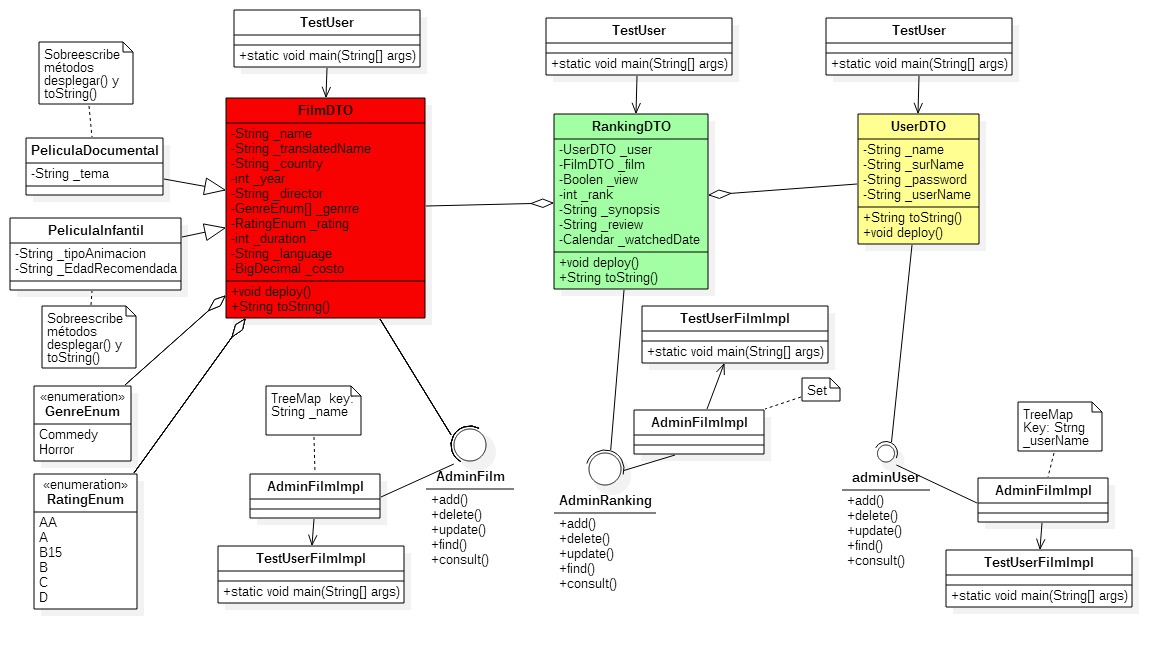 TestUser
+static void main(String[] args)
TestUser
+static void main(String[] args)
TestUser
+static void main(String[] args)
Sobreescribe
métodos
desplegar() y
toString()
PeliculaDocumental
-String _tema
PeliculaInfantil
-String _tipoAnimacion
-String _EdadRecomendada
Sobreescribe
métodos
desplegar() y
toString()
FilmDTO
-String _name
-String _translatedName
-String _country
-int _year
-String _director
-GenreEnum[] _genrre
-RatingEnum _rating
-int _duration
-String _language
-BigDecimal _costo
+void deploy()
+String toString()
RankingDTO
-UserDTO _user
-FilmDTO _film
-Boolen _view
-int _rank
-String _synopsis
-String _review
-Calendar _watchedDate
+void deploy()
+String toString()
UserDTO
-String _name
-String _surName
-String _password
-String _userName
+String toString()
+void deploy()
«enumeration»
GenreEnum
Commedy
Horror
«enumeration»
RatingEnum
AA
A
B15
B
C
D
TreeMap key:
String _name
AdminFilmImpl
TestUserFilmImpl
+static void main(String[] args)
AdminFilm
+add()
+delete()
+update()
+find()
+consult()
TestUserFilmImpl
+static void main(String[] args)
Set
AdminFilmImpl
AdminRanking
+add()
+delete()
+update()
+find()
+consult()
TreeMap
Key: Strng
_userName
adminUser
+add()
+delete()
+update()
+find()
+consult()
AdminFilmImpl
TestUserFilmImpl
+static void main(String[] args)